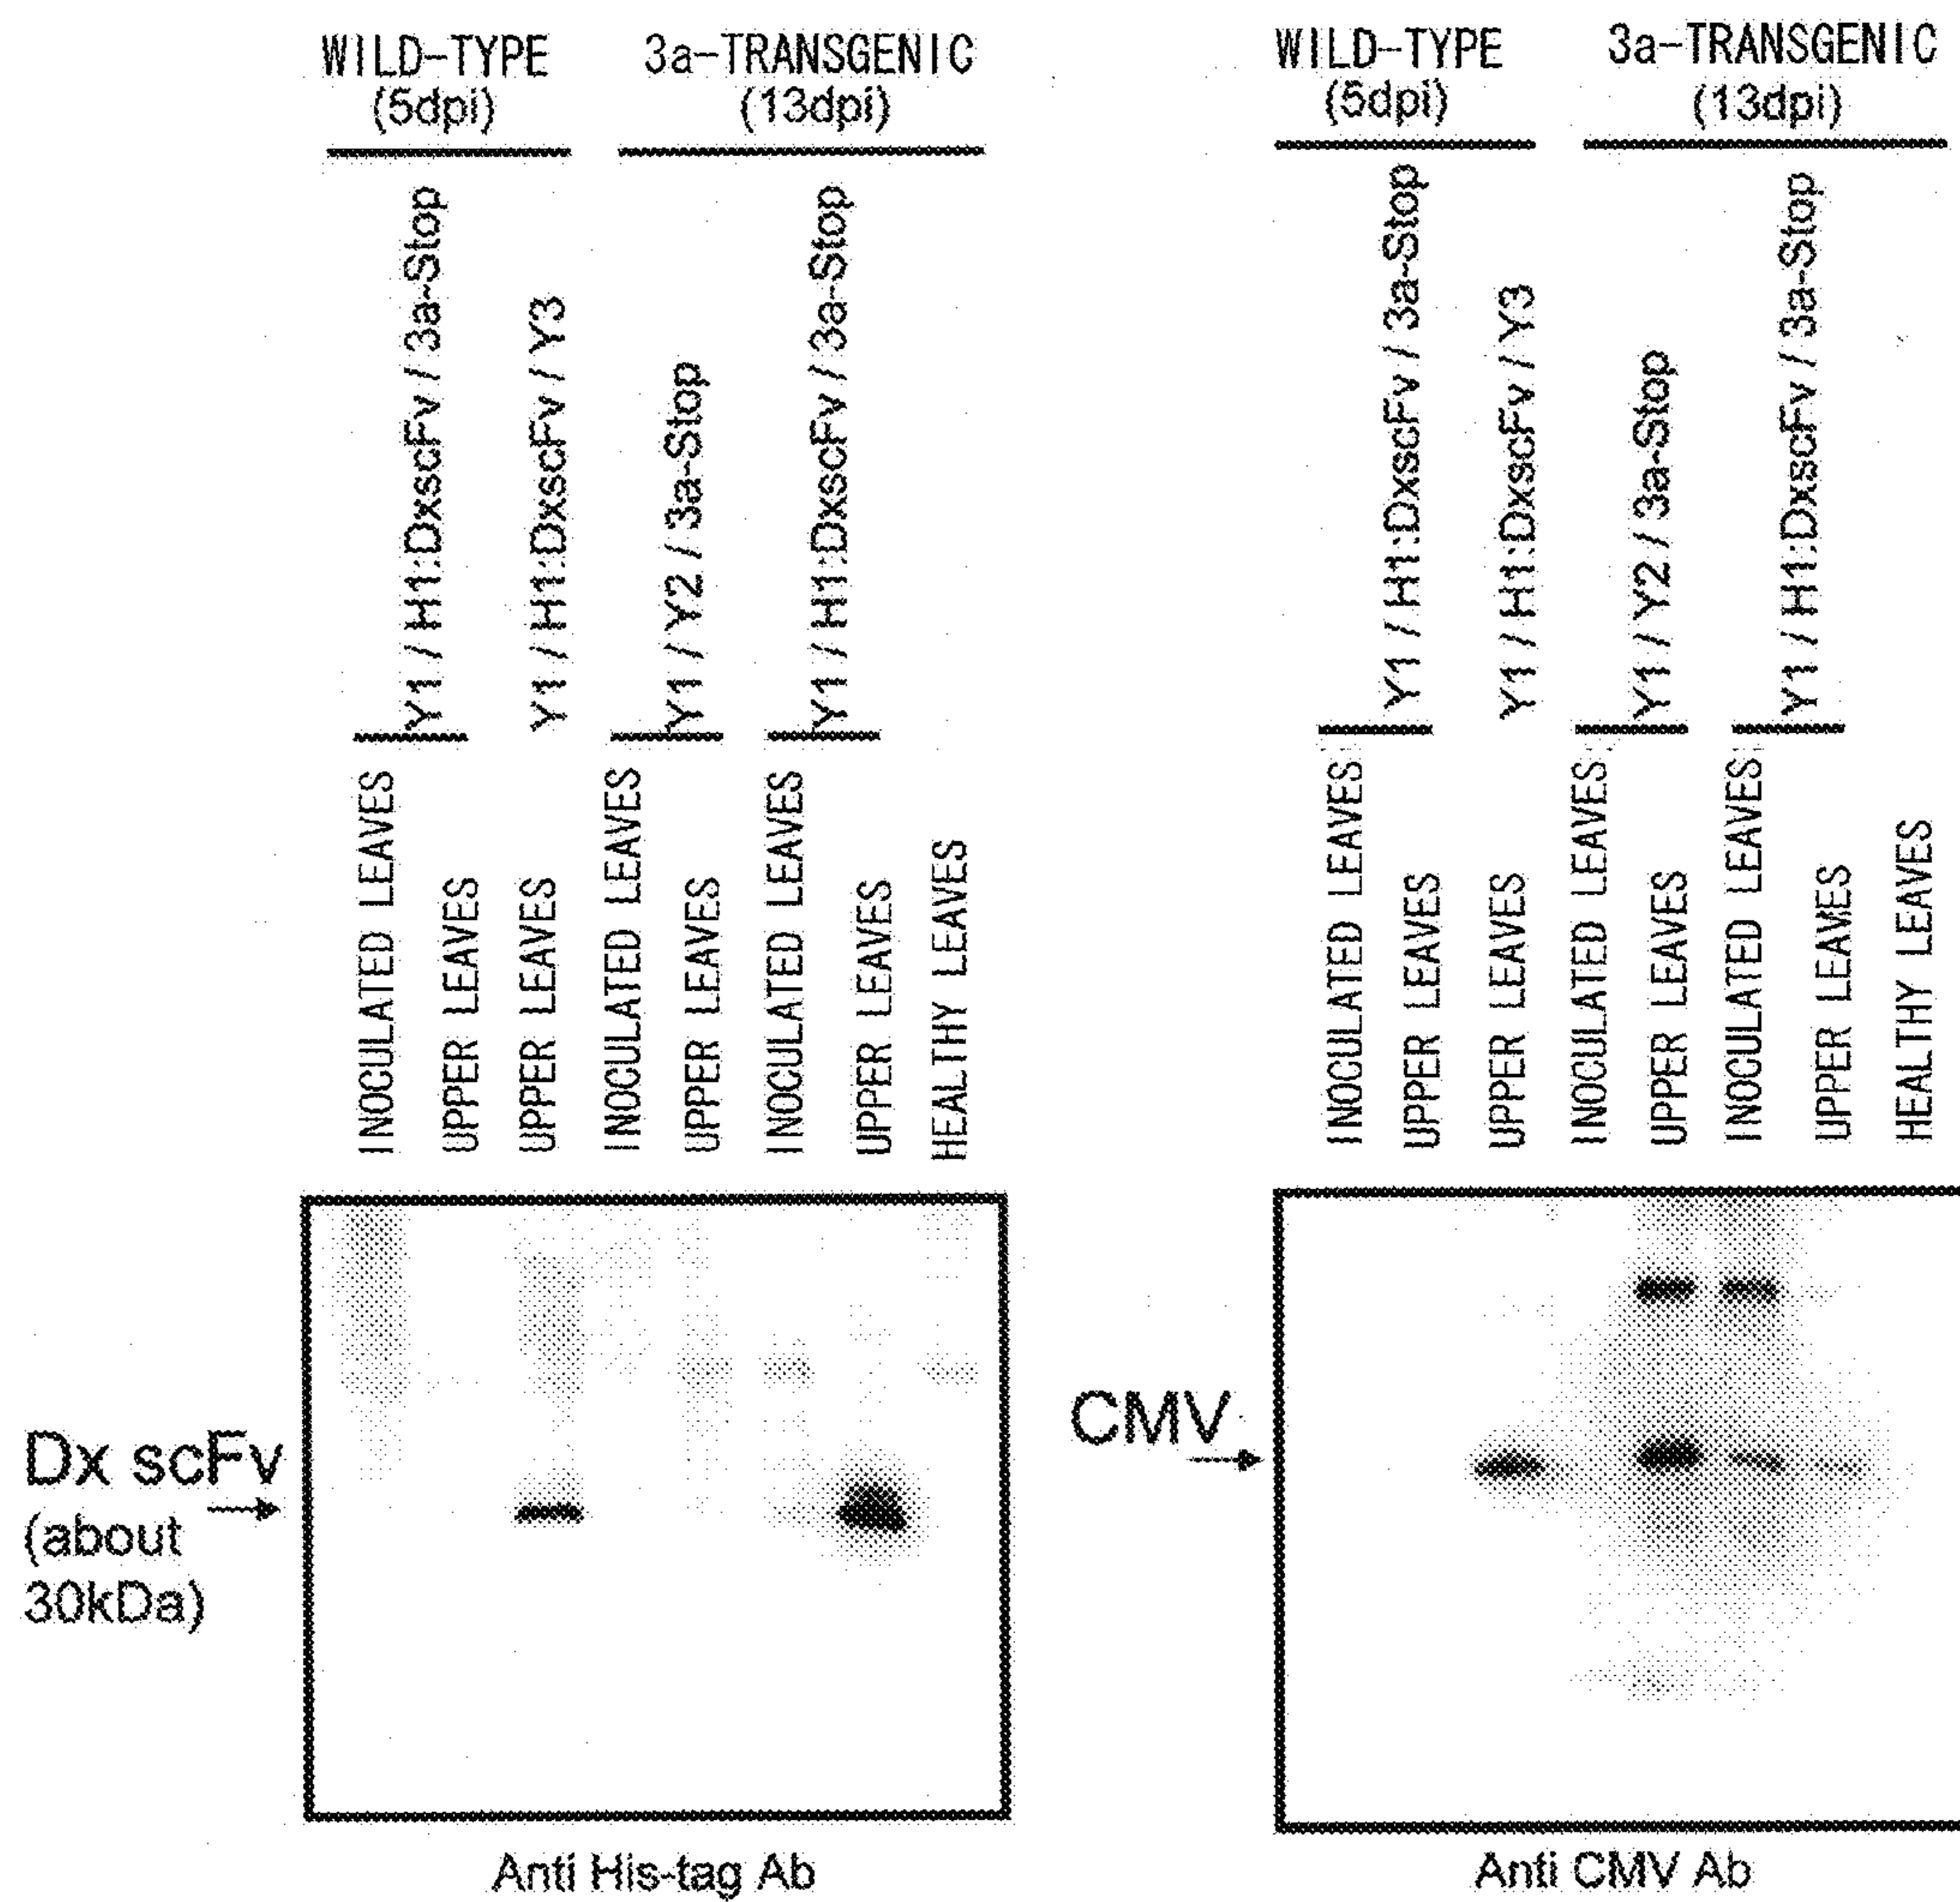 WILD-TYPE
(5dpi)
3a-TRANSGENIC
(13dpi)
Y1 / H1:DxscFv / 3a-Stop
Y1 / H1:DxscFv / Y3
Y1 / Y2 / 3a-Stop
Y1 / H1:DxscFv / 3a-Stop
INOCULATED LEAVES
UPPER LEAVES
UPPER LEAVES
INOCULATED LEAVES
UPPER LEAVES
INOCULATED LEAVES
UPPER LEAVES
HEALTHY LEAVES
Dx scFv
(about
30kDa)
Anti His-tag Ab
WILD-TYPE
(5dpi)
3a-TRANSGENIC
(13dpi)
Y1 / H1:DxscFv / 3a-Stop
Y1 / H1:DxscFv / Y3
Y1 / Y2 / 3a-Stop
Y1 / H1:DxscFv / 3a-Stop
INOCULATED LEAVES
UPPER LEAVES
UPPER LEAVES
INOCULATED LEAVES
UPPER LEAVES
INOCULATED LEAVES
UPPER LEAVES
HEALTHY LEAVES
CMV
Anti CMV Ab